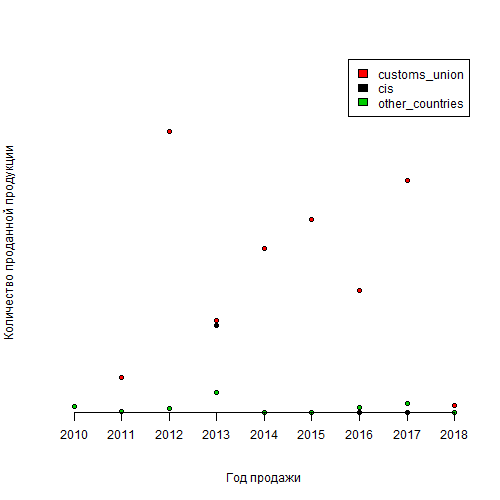 customs_union
cis
other_countries
Количество проданной продукции
2010 2011 2012 2013 2014 2015 2016 2017 2018
Год продажи